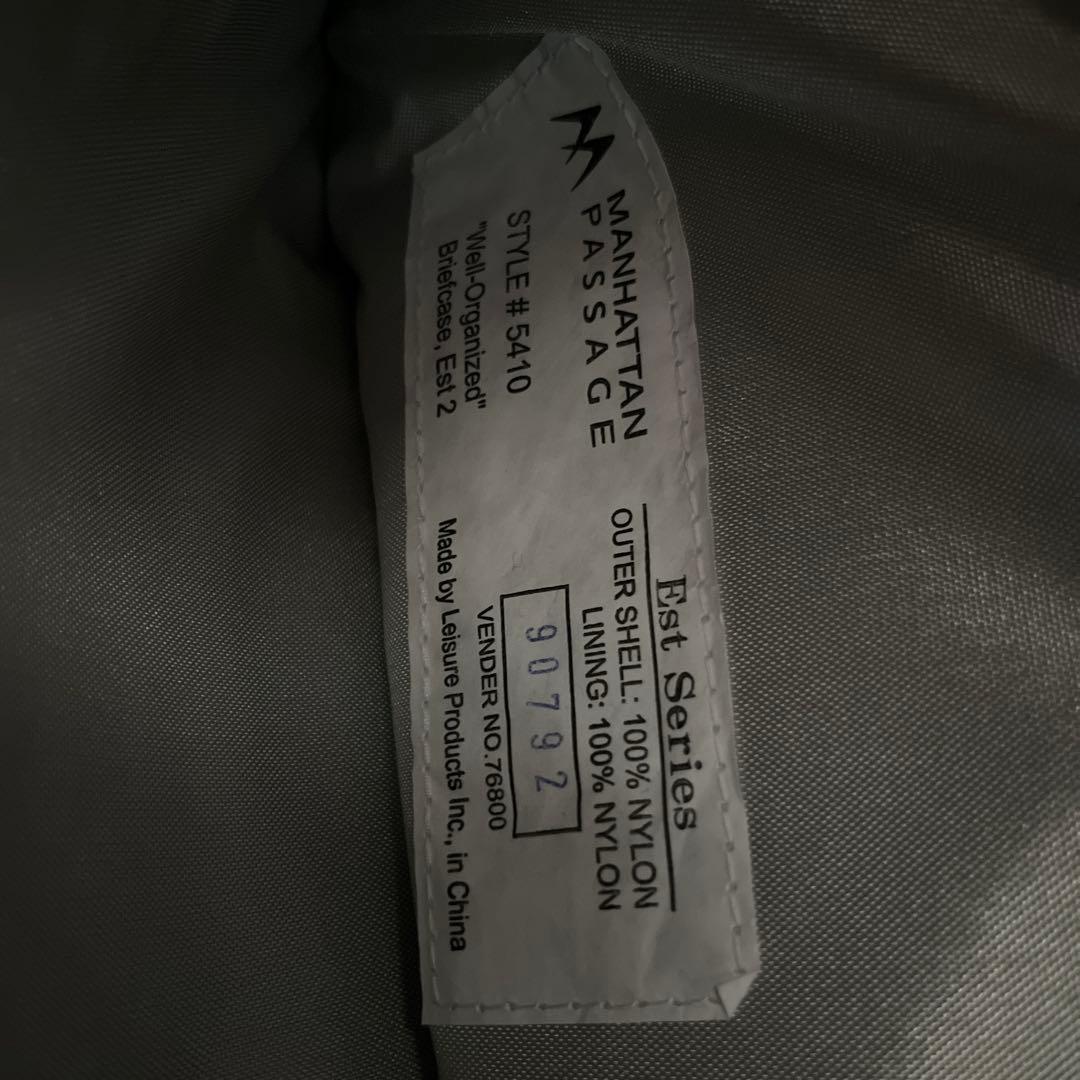 MANHATTAN
PASSAGE
STYLE # 5410
"Well-Organized"
Briefcase, Est 2
Est Series
OUTER SHELL: 100% NYLON
LINING: 100% NYLON
90792
VENDER NO.76800
Made by Leisure Products Inc., in China